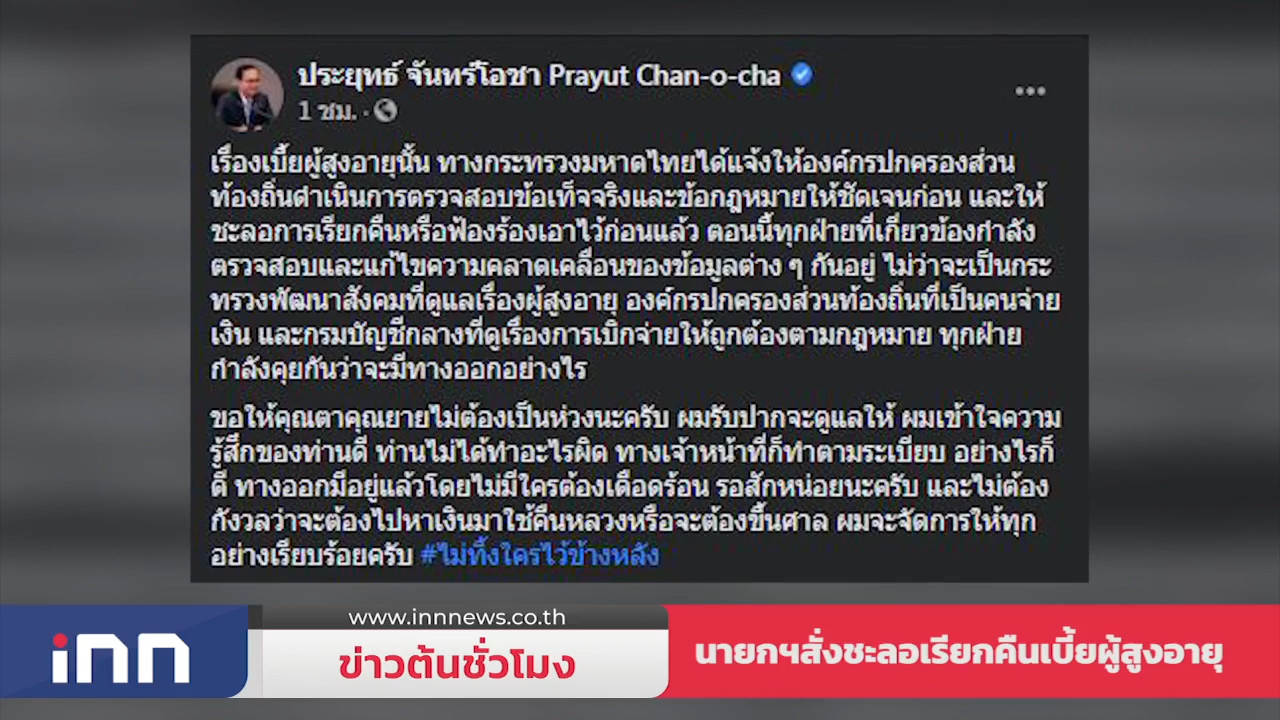 ประยุทธ์ จันทร์โอชา Prayut Chan-o-cha
1 ชม.
เรื่องเบี้ยผู้สูงอายุนั้น ทางกระทรวงมหาดไทยได้แจ้งให้องค์กรปกครองส่วน
ท้องถิ่นดำเนินการตรวจสอบข้อเท็จจริงและข้อกฎหมายให้ชัดเจนก่อน และให้
ชะลอการเรียกคืนหรือฟ้องร้องเอาไว้ก่อนแล้ว ตอนนี้ทุกฝ่ายที่เกี่ยวข้องกำลัง
ตรวจสอบและแก้ไขความคลาดเคลื่อนของข้อมูลต่าง ๆ กันอยู่ ไม่ว่าจะเป็นกระ
ทรวงพัฒนาสังคมที่ดูแลเรื่องผู้สูงอายุ องค์กรปกครองส่วนท้องถิ่นที่เป็นคนจ่าย
เงิน และกรมบัญชีกลางที่ดูเรื่องการเบิกจ่ายให้ถูกต้องตามกฎหมาย ทุกฝ่าย
กำลังคุยกันว่าจะมีทางออกอย่างไร
ขอให้คุณตาคุณยายไม่ต้องเป็นห่วงนะครับ ผมรับปากจะดูแลให้ ผมเข้าใจความ
รู้สึกของท่านดี ท่านไม่ได้ทำอะไรผิด ทางเจ้าหน้าที่ก็ทำตามระเบียบ อย่างไรก็
ดี ทางออกมีอยู่แล้วโดยไม่มีใครต้องเดือดร้อน รอสักหน่อยนะครับ และไม่ต้อง
กังวลว่าจะต้องไปหาเงินมาใช้คืนหลวงหรือจะต้องขึ้นศาล ผมจะจัดการให้ทุก
อย่างเรียบร้อยครับ #ไม่ทิ้งใครไว้ข้างหลัง
inn
www.innnews.co.th
ข่าวต้นชั่วโมง
นายกฯสั่งชะลอเรียกคืนเบี้ยผู้สูงอายุ